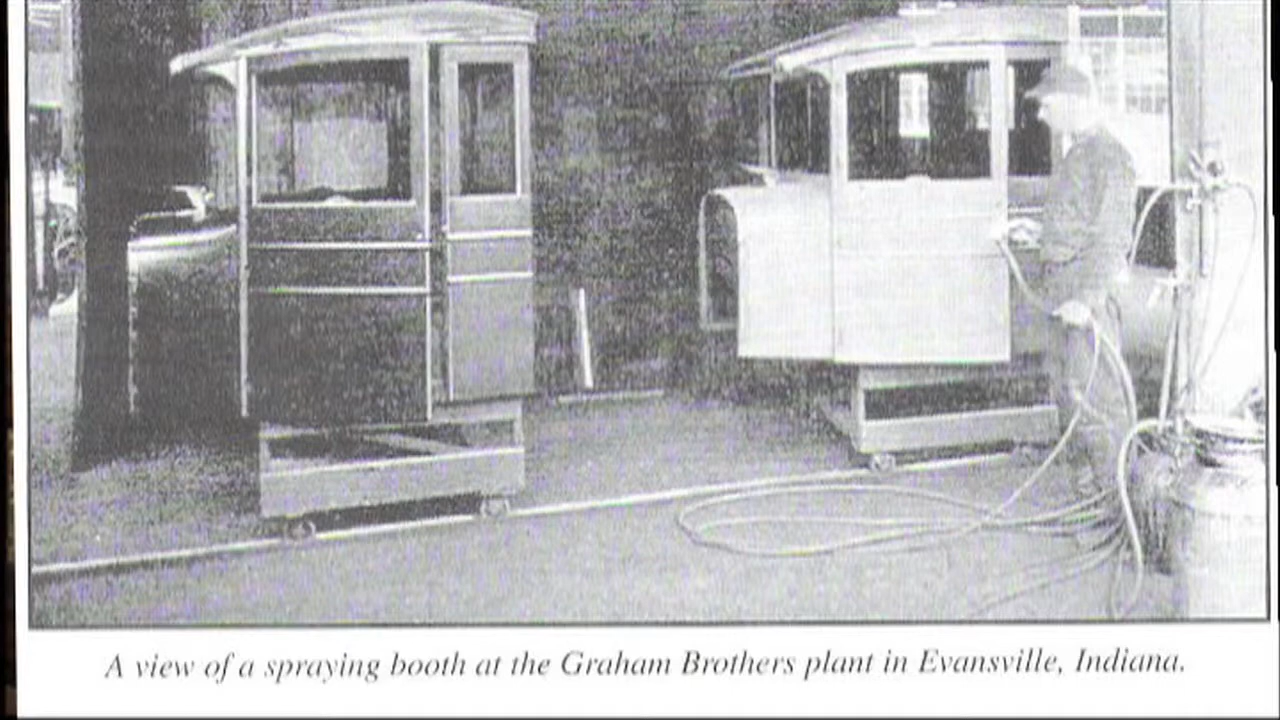 A view of a spraying booth at the Graham Brothers plant in Evansville, Indiana.